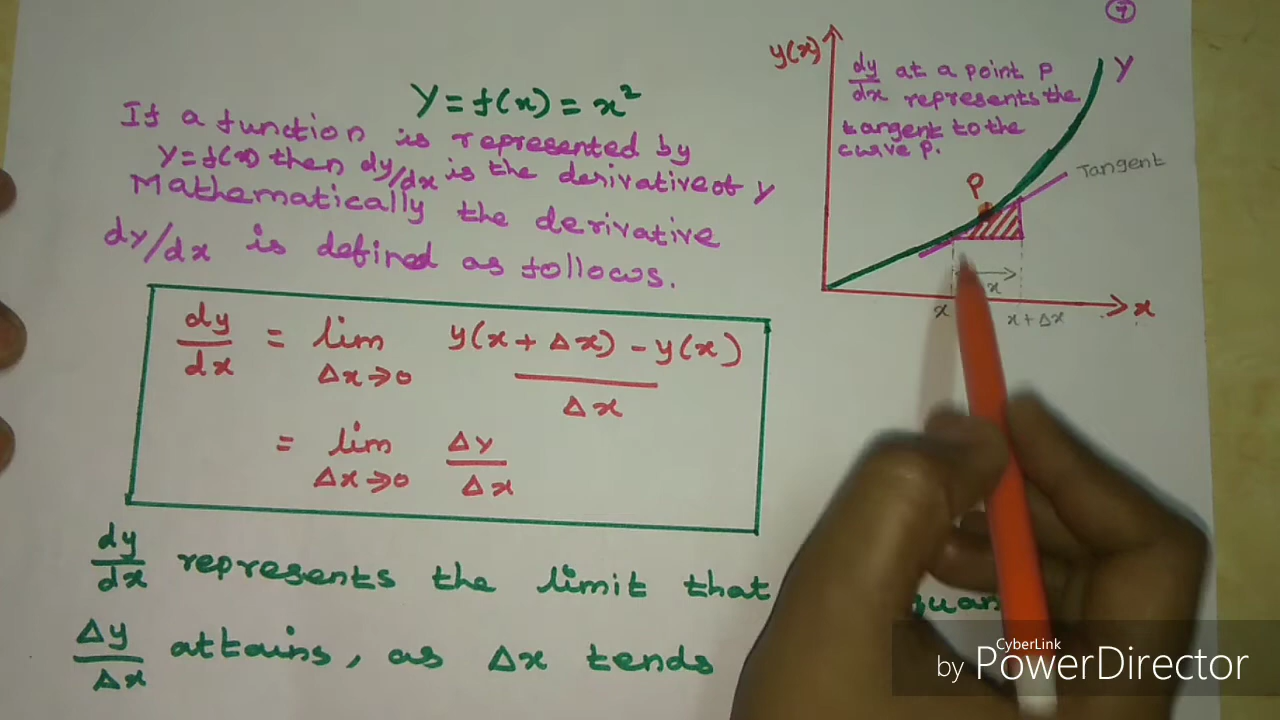 7
Y = f(x) = x²
If a function is represented by
Y=f(x) then dy/dx is the derivative of Y
Mathematically the derivative
dy/dx is defined as follows.
dy/dx = lim Δx→0 y(x + Δx) - y(x) / Δx
= lim Δx→0 ΔY/Δx
dy/dx represents the limit that
Δy/Δx attains, as Δx tends
y(x)
dy/dx at a point P
represents the
tangent to the
curve P.
Y
Tangent
P
x
x
x + Δx
x
CyberLink
by PowerDirector